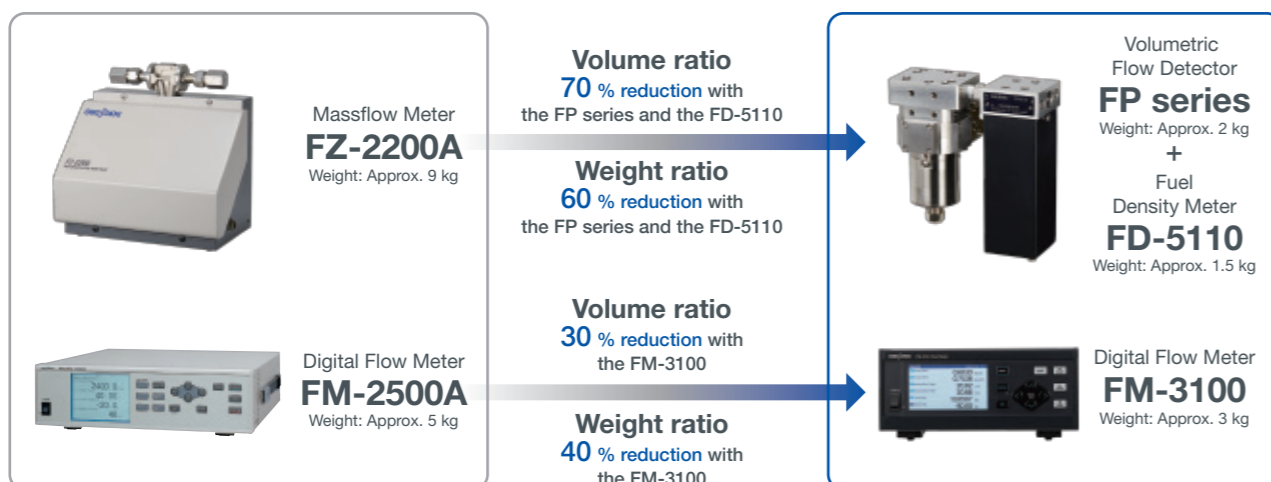 Massflow Meter
FZ-2200A
Weight: Approx. 9 kg
Digital Flow Meter
FM-2500A
Weight: Approx. 5 kg
Volume ratio
70 % reduction with
the FP series and the FD-5110
Weight ratio
60 % reduction with
the FP series and the FD-5110
Volume ratio
30 % reduction with
the FM-3100
Weight ratio
40 % reduction with
the FM-3100
Volumetric
Flow Detector
FP series
Weight: Approx. 2 kg
+
Fuel
Density Meter
FD-5110
Weight: Approx. 1.5 kg
Digital Flow Meter
FM-3100
Weight: Approx. 3 kg